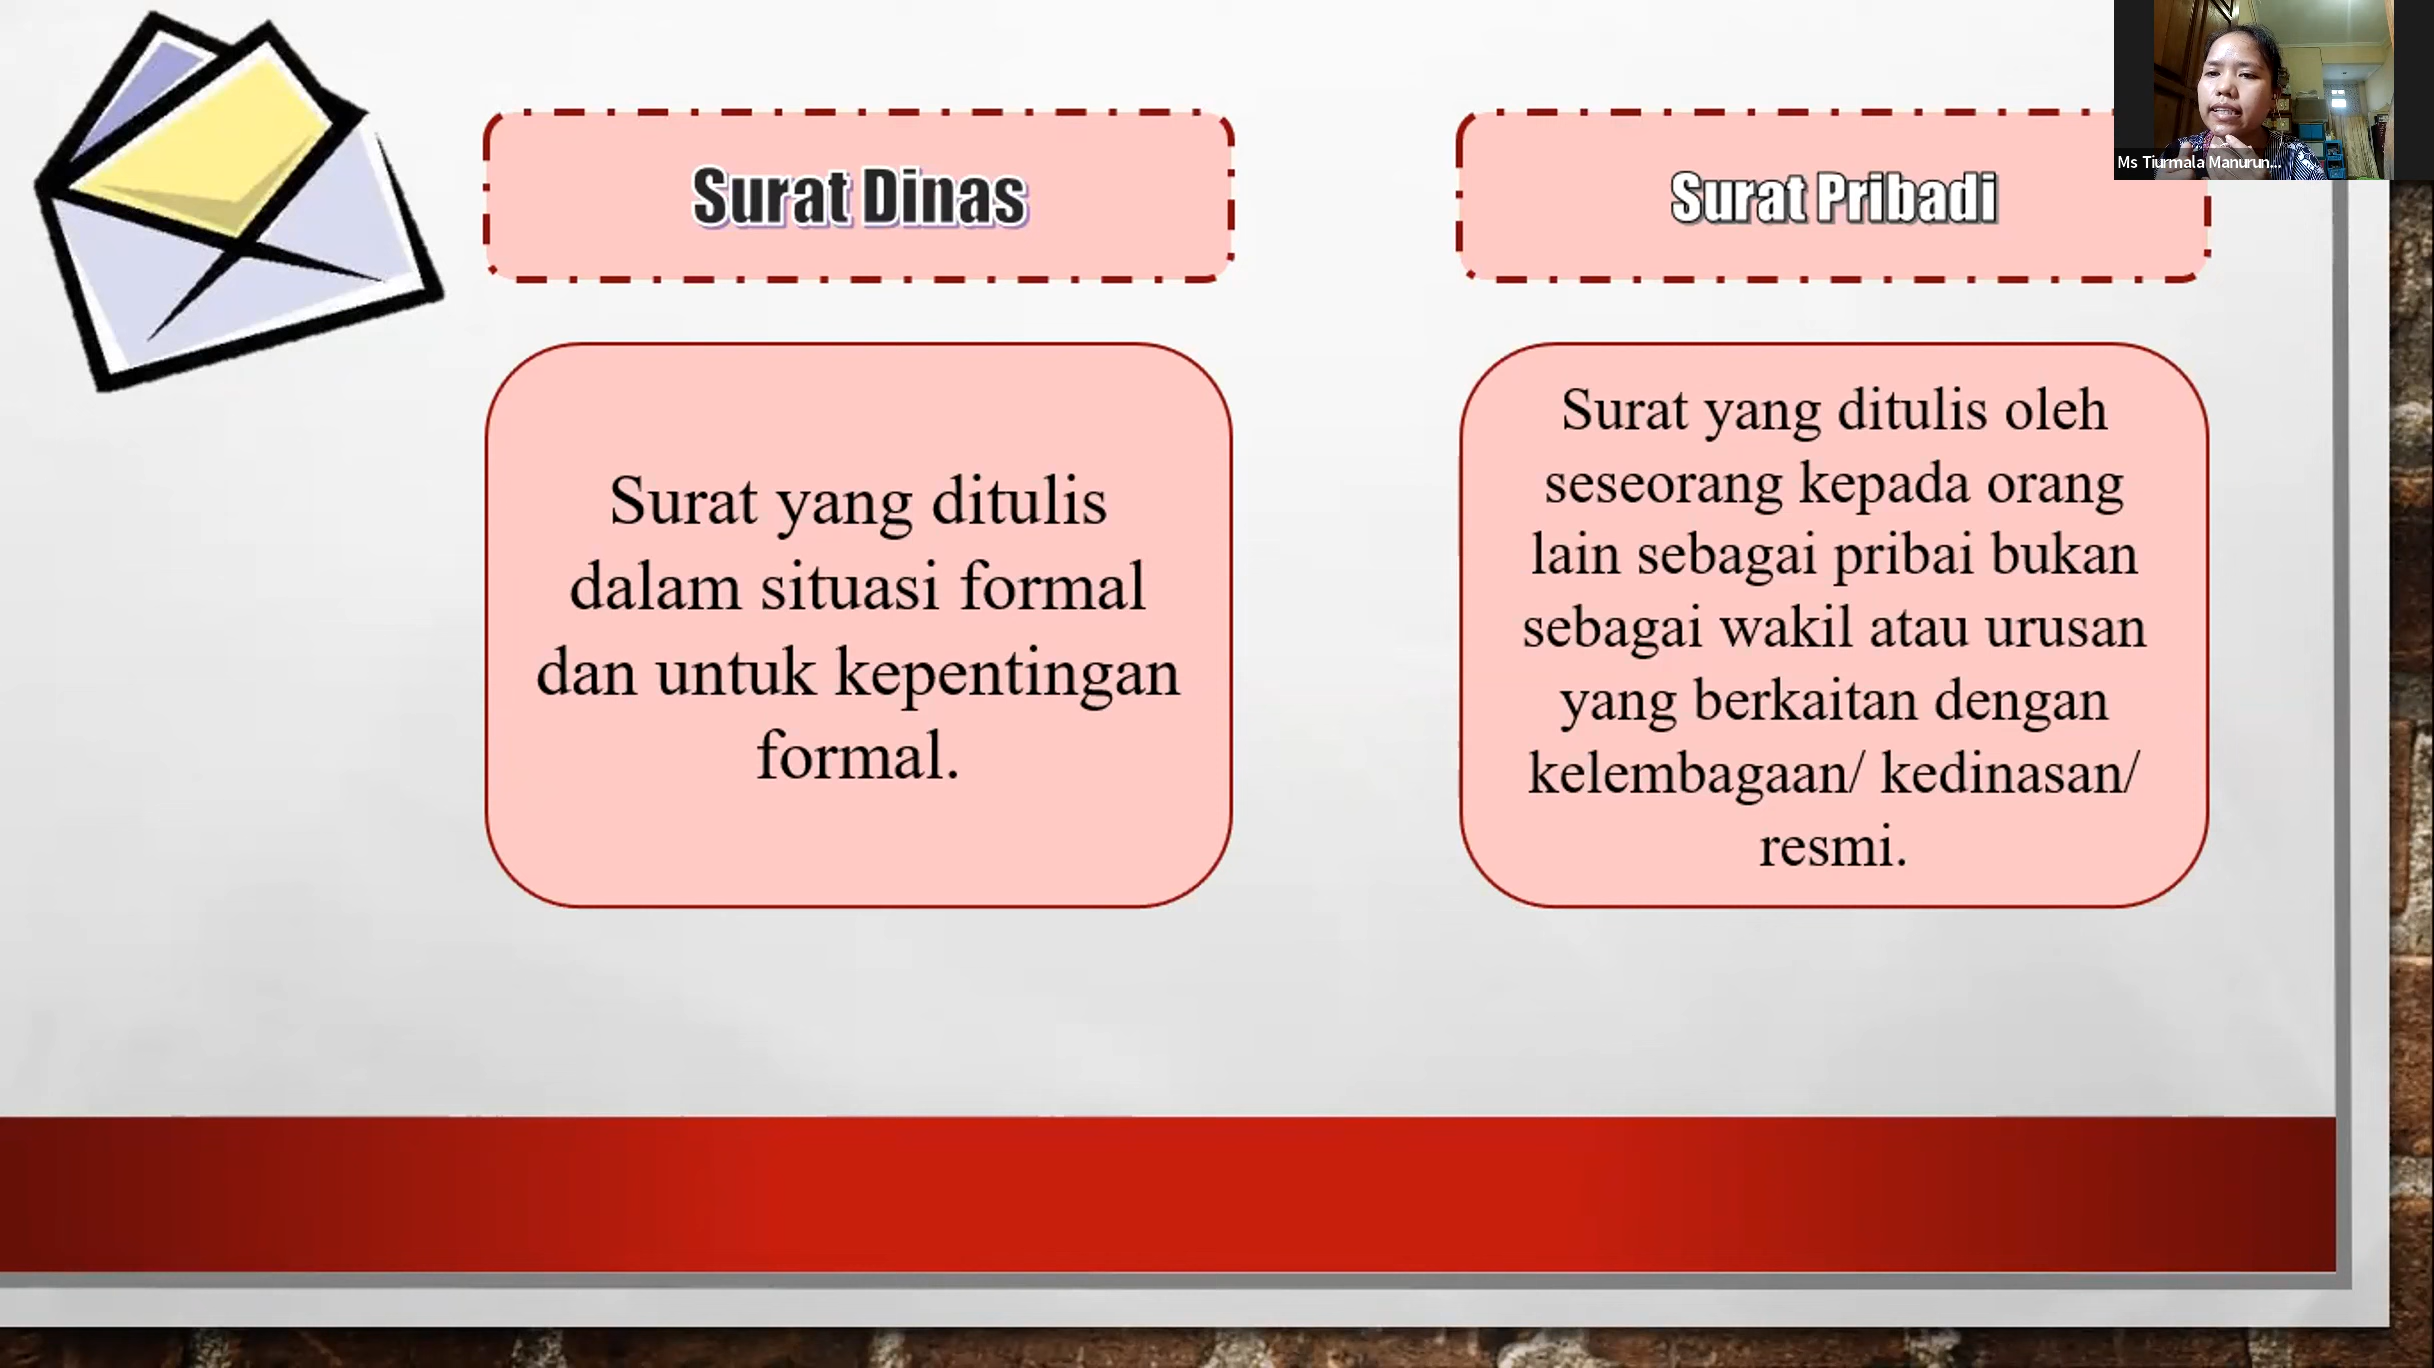 Surat Dinas
Surat yang ditulis
dalam situasi formal
dan untuk kepentingan
formal.
Surat Pribadi
Surat yang ditulis oleh
seseorang kepada orang
lain sebagai pribai bukan
sebagai wakil atau urusan
yang berkaitan dengan
kelembagaan/ kedinasan/
resmi.
Ms Tiurmala Manurun...